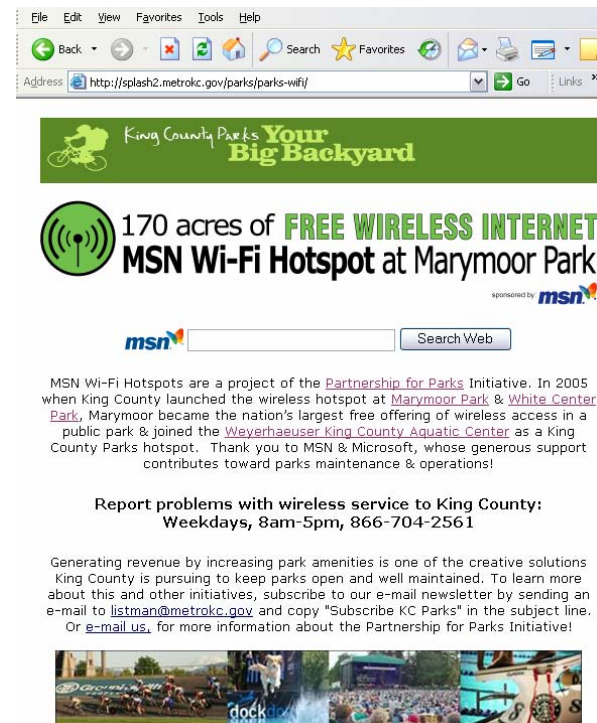 File Edit View Favorites Tools Help
Back Search Favorites
Address http://splash2.metrokc.gov/parks/parks-wifi/ Go Links »
King County Parks Your
Big Backyard
170 acres of FREE WIRELESS INTERNET
MSN Wi-Fi Hotspot at Marymoor Park
sponsored by msn
msn Search Web
MSN Wi-Fi Hotspots are a project of the Partnership for Parks Initiative. In 2005
when King County launched the wireless hotspot at Marymoor Park & White Center
Park, Marymoor became the nation's largest free offering of wireless access in a
public park & joined the Weyerhaeuser King County Aquatic Center as a King
County Parks hotspot. Thank you to MSN & Microsoft, whose generous support
contributes toward parks maintenance & operations!
Report problems with wireless service to King County:
Weekdays, 8am-5pm, 866-704-2561
Generating revenue by increasing park amenities is one of the creative solutions
King County is pursuing to keep parks open and well maintained. To learn more
about this and other initiatives, subscribe to our e-mail newsletter by sending an
e-mail to listman@metrokc.gov and copy "Subscribe KC Parks" in the subject line.
Or e-mail us, for more information about the Partnership for Parks Initiative!